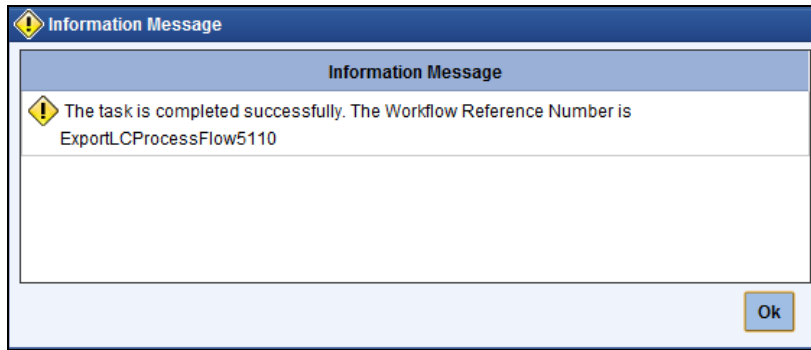 Information Message
Information Message
The task is completed successfully. The Workflow Reference Number is
ExportLCProcessFlow5110
Ok